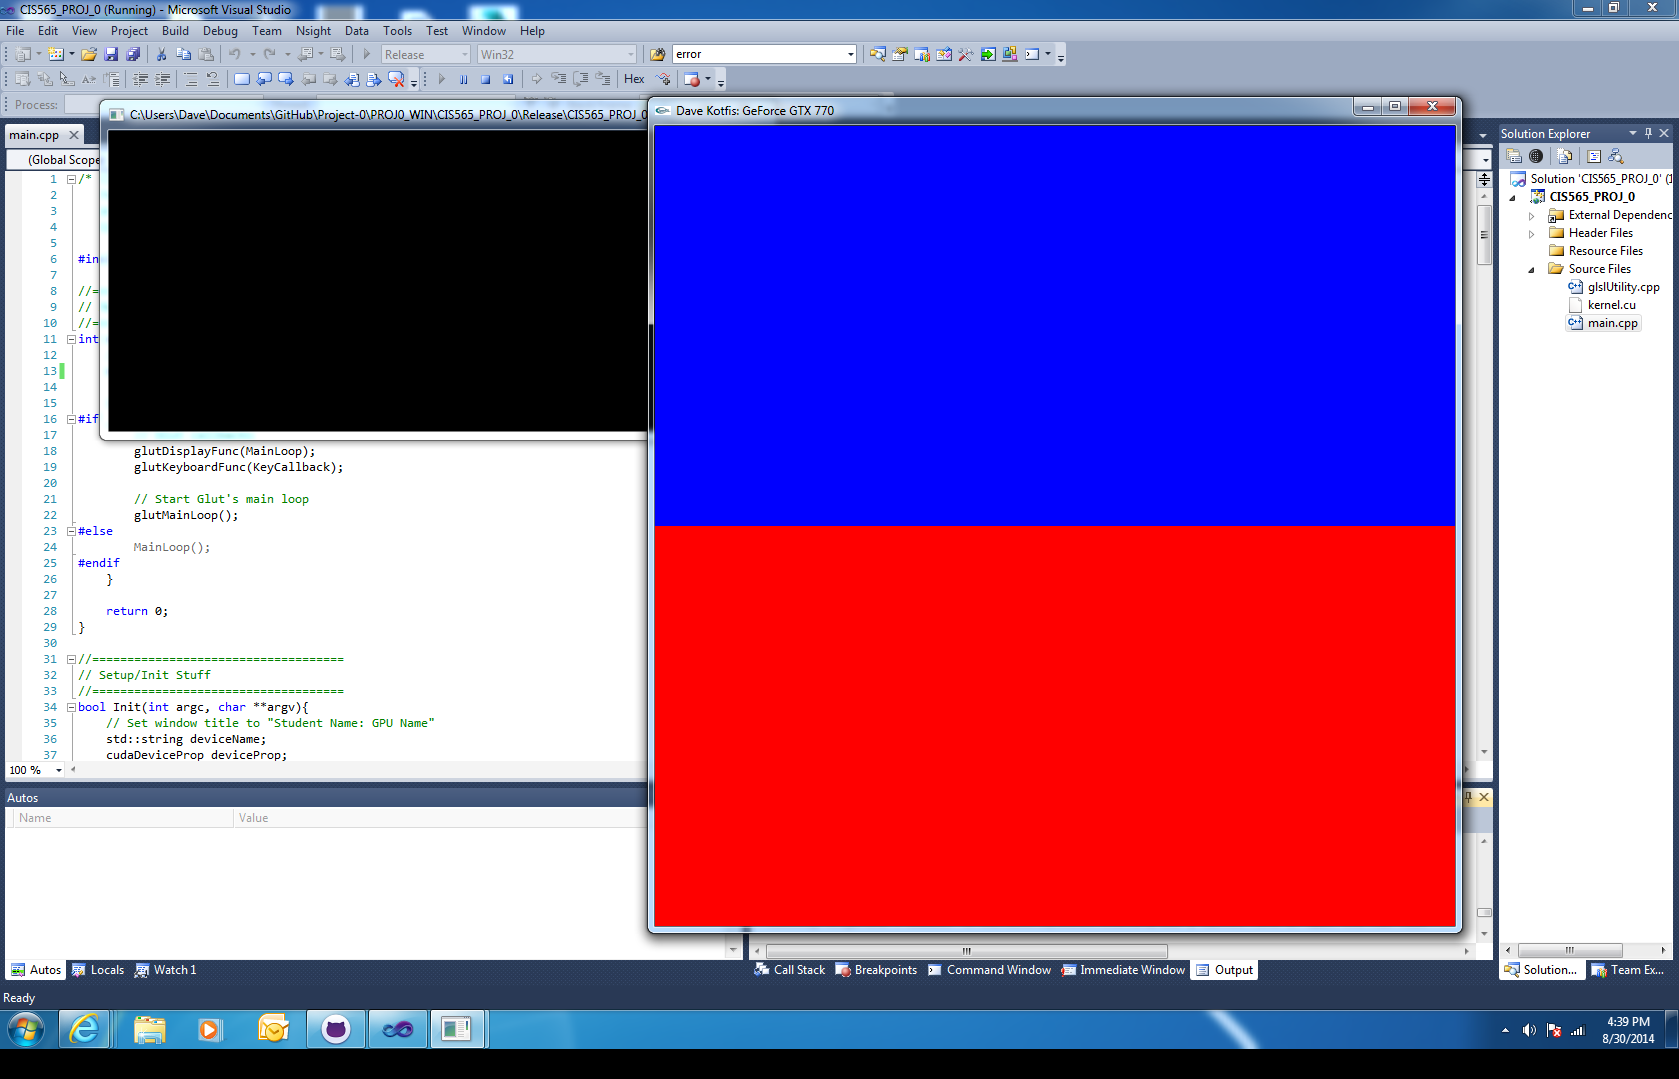 CIS565_PROJ_0 (Running) - Microsoft Visual Studio
File Edit View Project Build Debug Team Nsight Data Tools Test Window Help
Release Win32 error
Hex
Process:
C:\Users\Dave\Documents\GitHub\Project-0\PROJ0_WIN\CIS565_PROJ_0\Release\CIS565_PROJ_0
Dave Kotfis: GeForce GTX 770
main.cpp
(Global Scope
1 /*
2
3
4
5
6 #in
7
8 //=
9 //
10 //=
11 int
12
13
14
15
16 #if
17
18 glutDisplayFunc(MainLoop);
19 glutKeyboardFunc(KeyCallback);
20
21 // Start Glut's main loop
22 glutMainLoop();
23 #else
24 MainLoop();
25 #endif
26 }
27
28 return 0;
29 }
30
31 //====================================
32 // Setup/Init Stuff
33 //====================================
34 bool Init(int argc, char **argv){
35 // Set window title to "Student Name: GPU Name"
36 std::string deviceName;
37 cudaDeviceProp deviceProp;
100 %
Solution Explorer
Solution 'CIS565_PROJ_0' (1
CIS565_PROJ_0
External Dependenc
Header Files
Resource Files
Source Files
glslUtility.cpp
kernel.cu
main.cpp
Autos
Name Value
Autos Locals Watch 1
Call Stack Breakpoints Command Window Immediate Window Output
Solution... Team Ex...
Ready
4:39 PM
8/30/2014